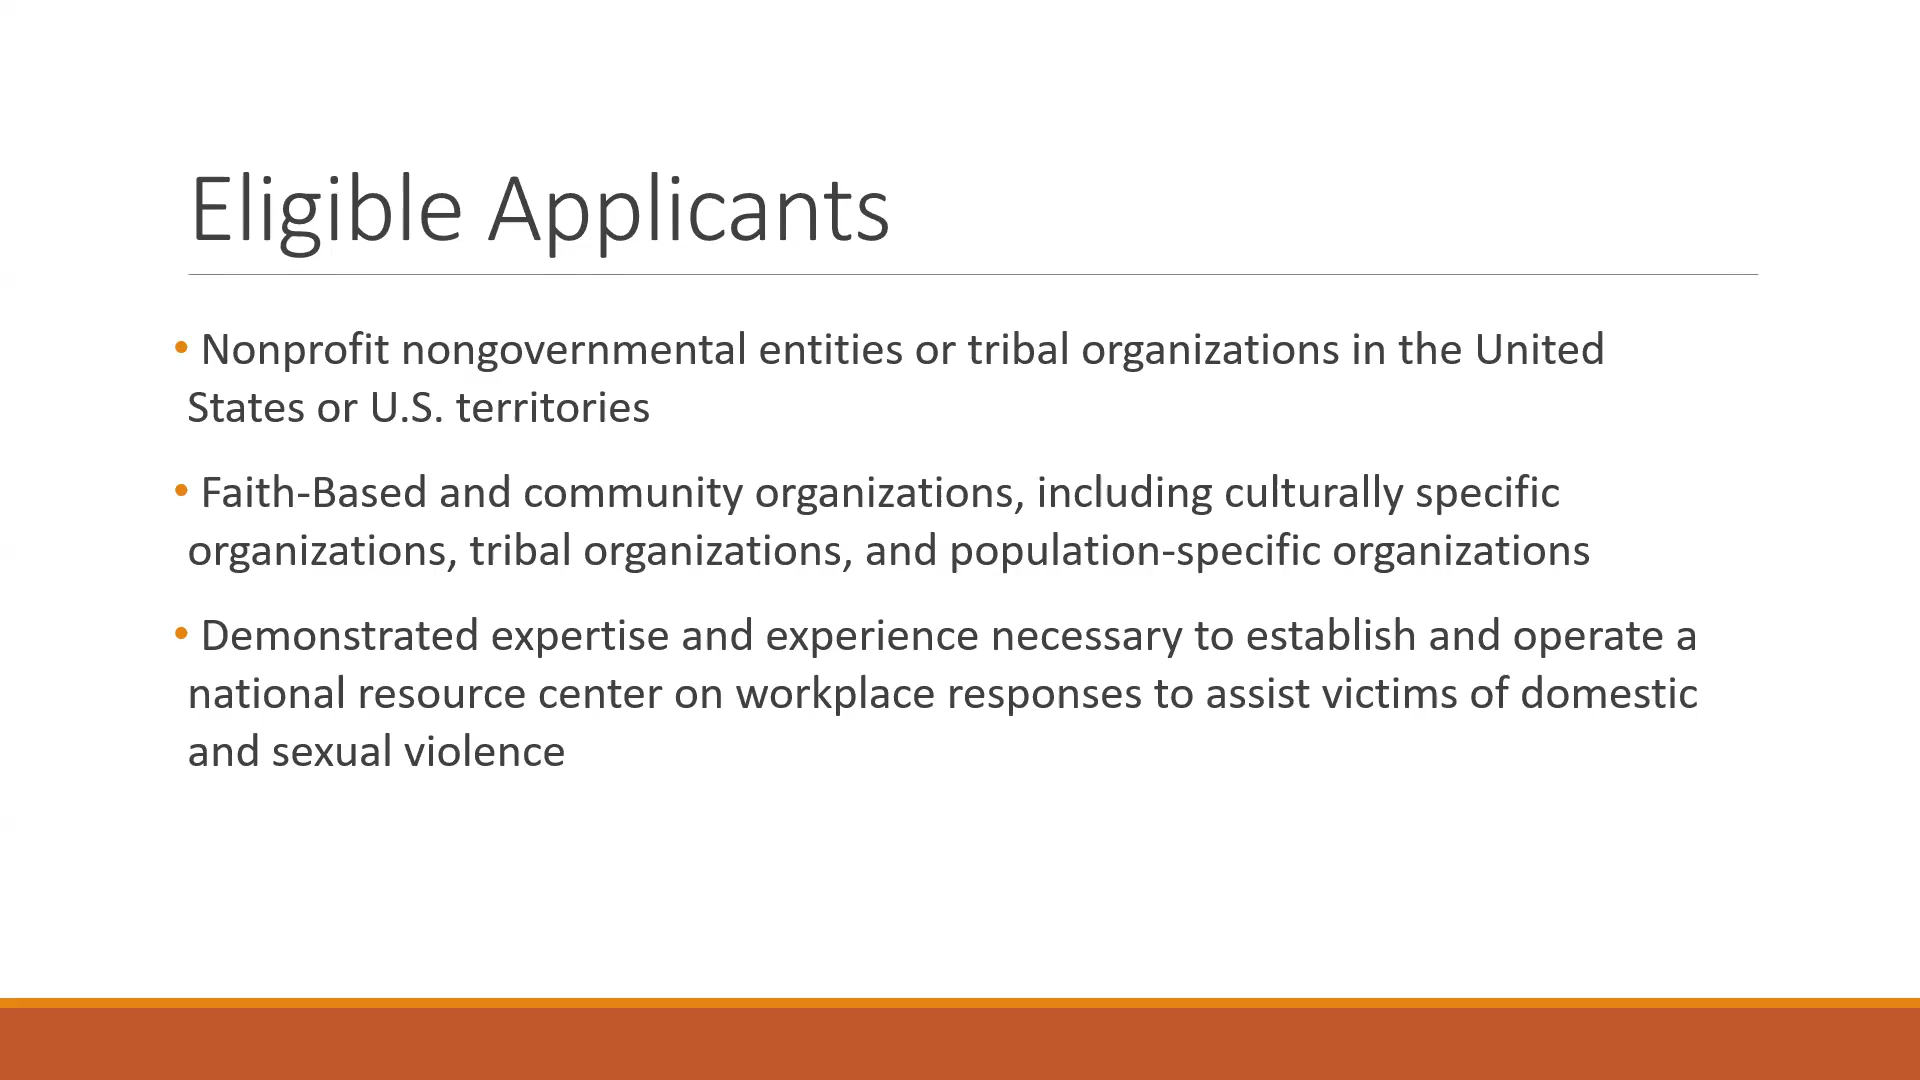 Eligible Applicants
• Nonprofit nongovernmental entities or tribal organizations in the United
States or U.S. territories
• Faith-Based and community organizations, including culturally specific
organizations, tribal organizations, and population-specific organizations
• Demonstrated expertise and experience necessary to establish and operate a
national resource center on workplace responses to assist victims of domestic
and sexual violence